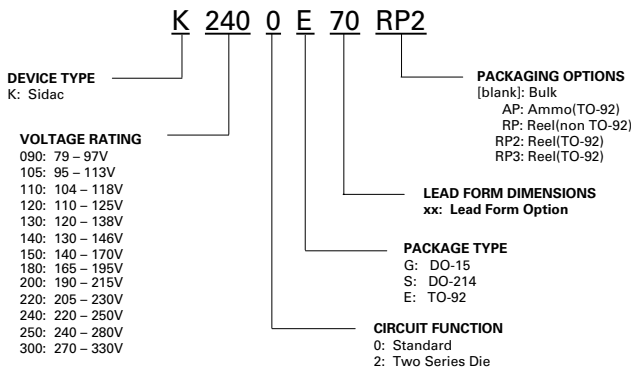 K 240 0 E 70 RP2
DEVICE TYPE
K: Sidac
VOLTAGE RATING
090: 79 – 97V
105: 95 – 113V
110: 104 – 118V
120: 110 – 125V
130: 120 – 138V
140: 130 – 146V
150: 140 – 170V
180: 165 – 195V
200: 190 – 215V
220: 205 – 230V
240: 220 – 250V
250: 240 – 280V
300: 270 – 330V
PACKAGING OPTIONS
[blank]: Bulk
AP: Ammo(TO-92)
RP: Reel(non TO-92)
RP2: Reel(TO-92)
RP3: Reel(TO-92)
LEAD FORM DIMENSIONS
xx: Lead Form Option
PACKAGE TYPE
G: DO-15
S: DO-214
E: TO-92
CIRCUIT FUNCTION
0: Standard
2: Two Series Die